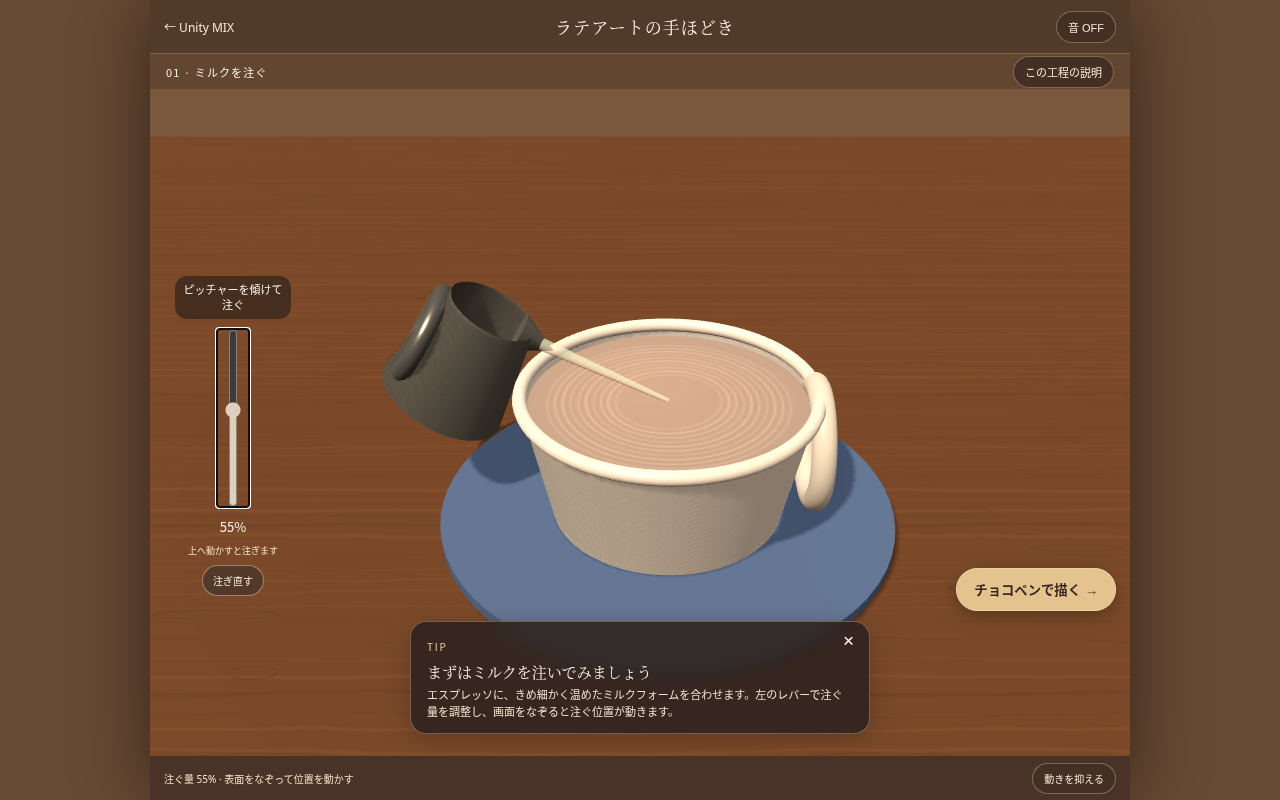 ← Unity MIX
ラテアートの手ほどき
音 OFF
01 · ミルクを注ぐ
この工程の説明
ピッチャーを傾けて
注ぐ
55%
上へ動かすと注ぎます
注ぎ直す
チョコペンで描く →
TIP
×
まずはミルクを注いでみましょう
エスプレッソに、きめ細かく温めたミルクフォームを合わせます。左のレバーで注ぐ
量を調整し、画面をなぞると注ぐ位置が動きます。
注ぐ量 55% · 表面をなぞって位置を動かす
動きを抑える